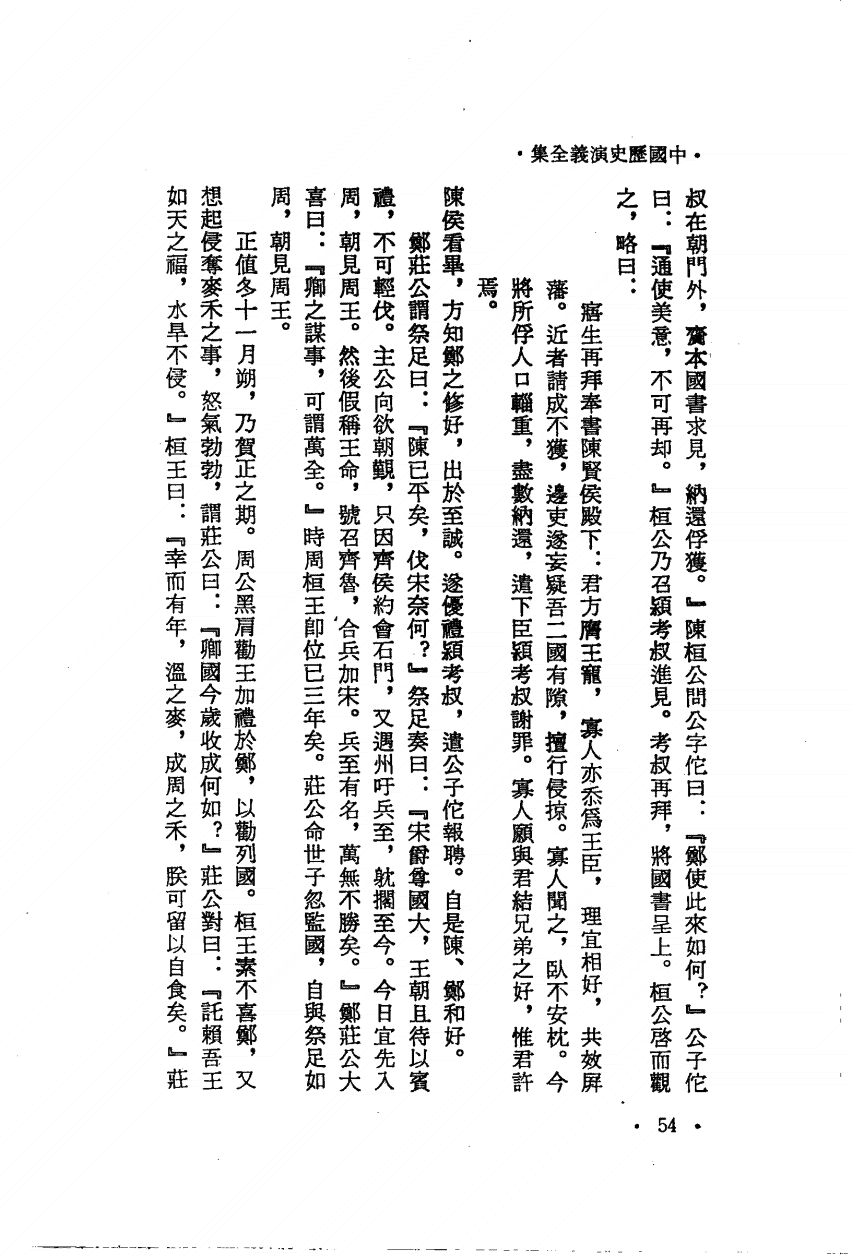 ·中國歷史演義全集·
叔在朝門外，齎本國書求見，納還俘獲。』陳桓公問公字佗曰：『鄭使此來如何？』公子佗
曰：『通使美意，不可再却。』桓公乃召潁考叔進見。考叔再拜，將國書呈上。桓公啓而觀
之，略曰：
寤生再拜奉書陳賢侯殿下：君方膺王寵，寡人亦忝爲王臣，理宜相好，共效屏
藩。近者請成不獲，邊吏遂妄疑吾二國有隙，擅行侵掠。寡人聞之，臥不安枕。今
將所俘人口輜重，盡數納還，遣下臣潁考叔謝罪。寡人願與君結兄弟之好，惟君許
焉。
陳侯看畢，方知鄭之修好，出於至誠。遂優禮潁考叔，遣公子佗報聘。自是陳、鄭和好。
鄭莊公謂祭足曰：『陳已平矣，伐宋奈何？』祭足奏曰：『宋爵尊國大，王朝且待以賓
禮，不可輕伐。主公向欲朝覲，只因齊侯約會石門，又遇州吁兵至，躭擱至今。今日宜先入
周，朝見周王。然後假稱王命，號召齊魯，合兵加宋。兵至有名，萬無不勝矣。』鄭莊公大
喜曰：『卿之謀事，可謂萬全。』時周桓王卽位已三年矣。莊公命世子忽監國，自與祭足如
周，朝見周王。
正值冬十一月朔，乃賀正之期。周公黑肩勸王加禮於鄭，以勸列國。桓王素不喜鄭，又
想起侵奪麥禾之事，怒氣勃勃，謂莊公曰：『卿國今歲收成何如？』莊公對曰：『託賴吾王
如天之福，水旱不侵。』桓王曰：『幸而有年，溫之麥，成周之禾，朕可留以自食矣。』莊
·54·